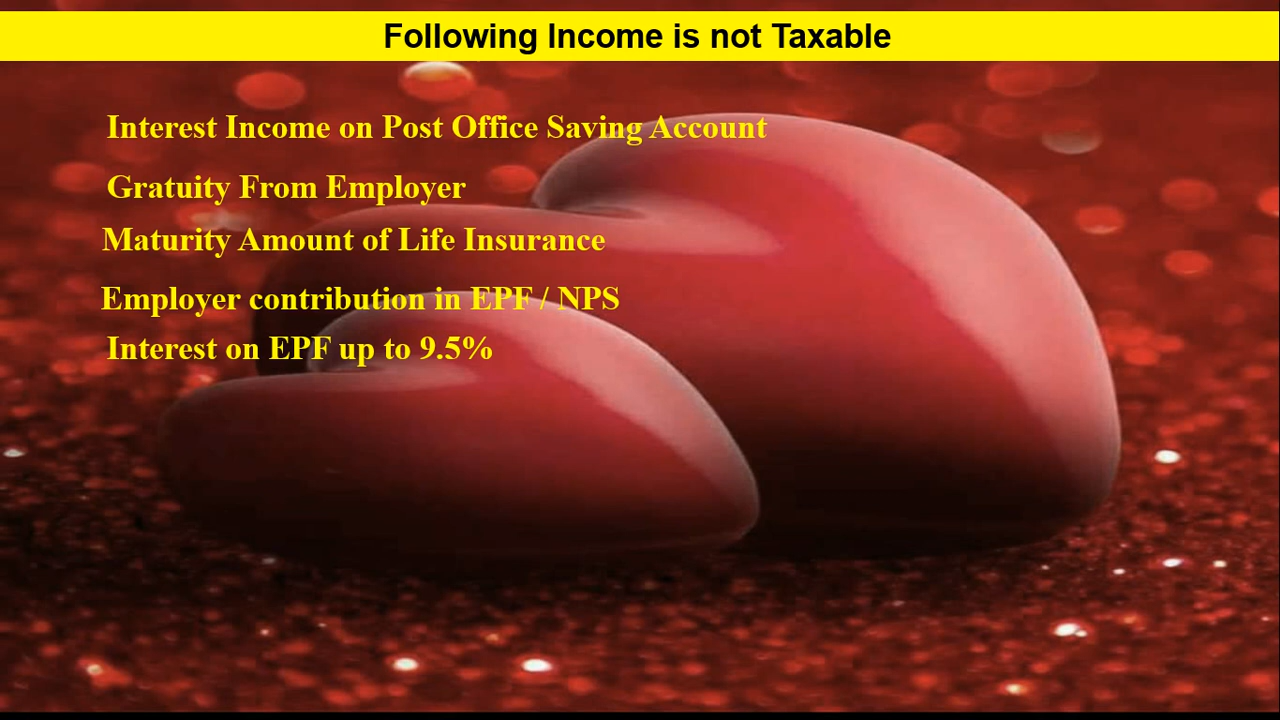 Following Income is not Taxable
Interest Income on Post Office Saving Account
Gratuity From Employer
Maturity Amount of Life Insurance
Employer contribution in EPF / NPS
Interest on EPF up to 9.5%